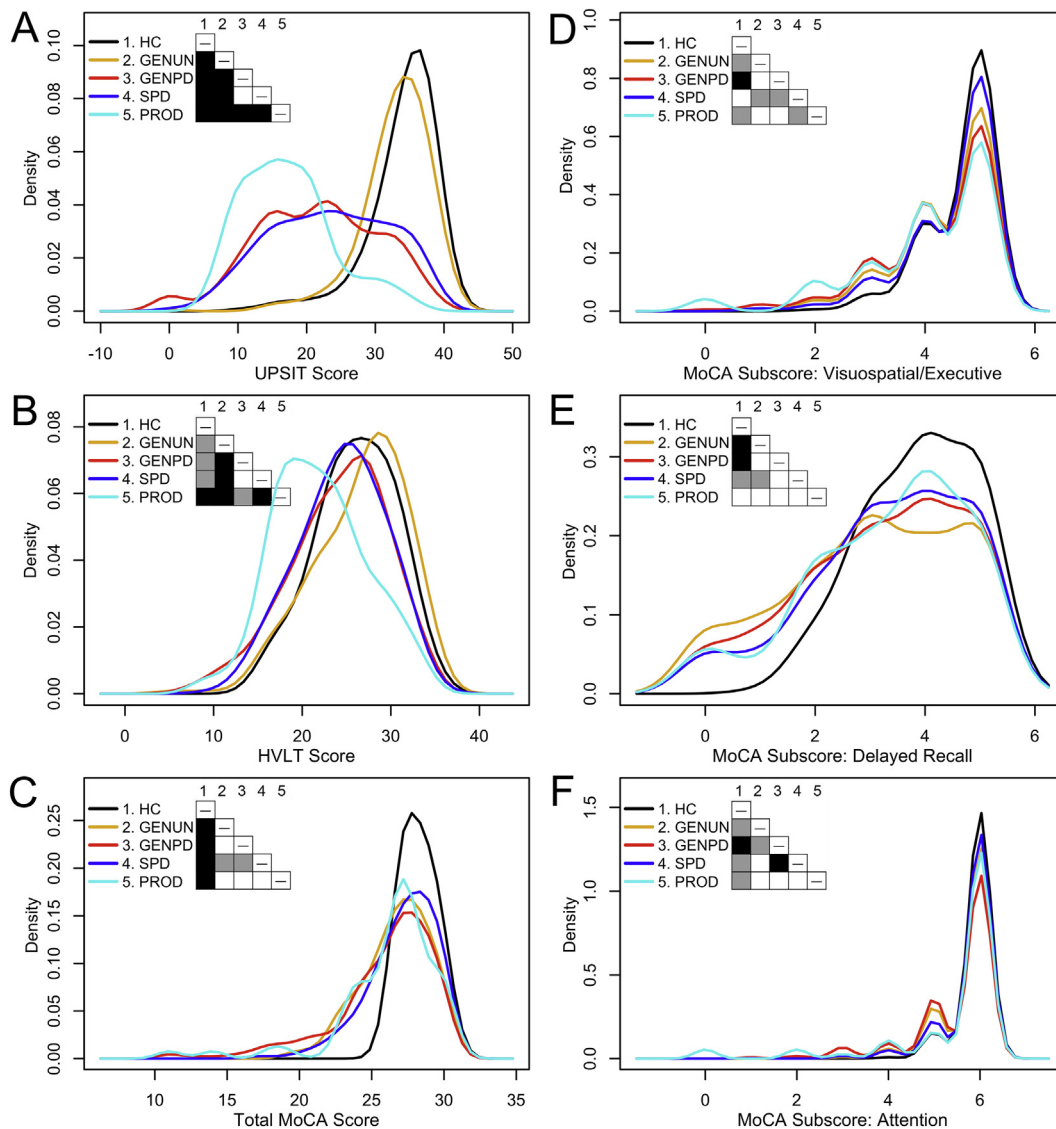 A
1 2 3 4 5
1. HC
2. GENUN
3. GENPD
4. SPD
5. PROD
Density
0.00 0.02 0.04 0.06 0.08 0.10
-10 0 10 20 30 40 50
UPSIT Score
B
1 2 3 4 5
1. HC
2. GENUN
3. GENPD
4. SPD
5. PROD
Density
0.00 0.02 0.04 0.06 0.08
0 10 20 30 40
HVLT Score
C
1 2 3 4 5
1. HC
2. GENUN
3. GENPD
4. SPD
5. PROD
Density
0.00 0.05 0.10 0.15 0.20 0.25
10 15 20 25 30 35
Total MoCA Score
D
1 2 3 4 5
1. HC
2. GENUN
3. GENPD
4. SPD
5. PROD
Density
0.0 0.2 0.4 0.6 0.8 1.0
0 2 4 6
MoCA Subscore: Visuospatial/Executive
E
1 2 3 4 5
1. HC
2. GENUN
3. GENPD
4. SPD
5. PROD
Density
0.0 0.1 0.2 0.3
0 2 4 6
MoCA Subscore: Delayed Recall
F
1 2 3 4 5
1. HC
2. GENUN
3. GENPD
4. SPD
5. PROD
Density
0.0 0.5 1.0 1.5
0 2 4 6
MoCA Subscore: Attention